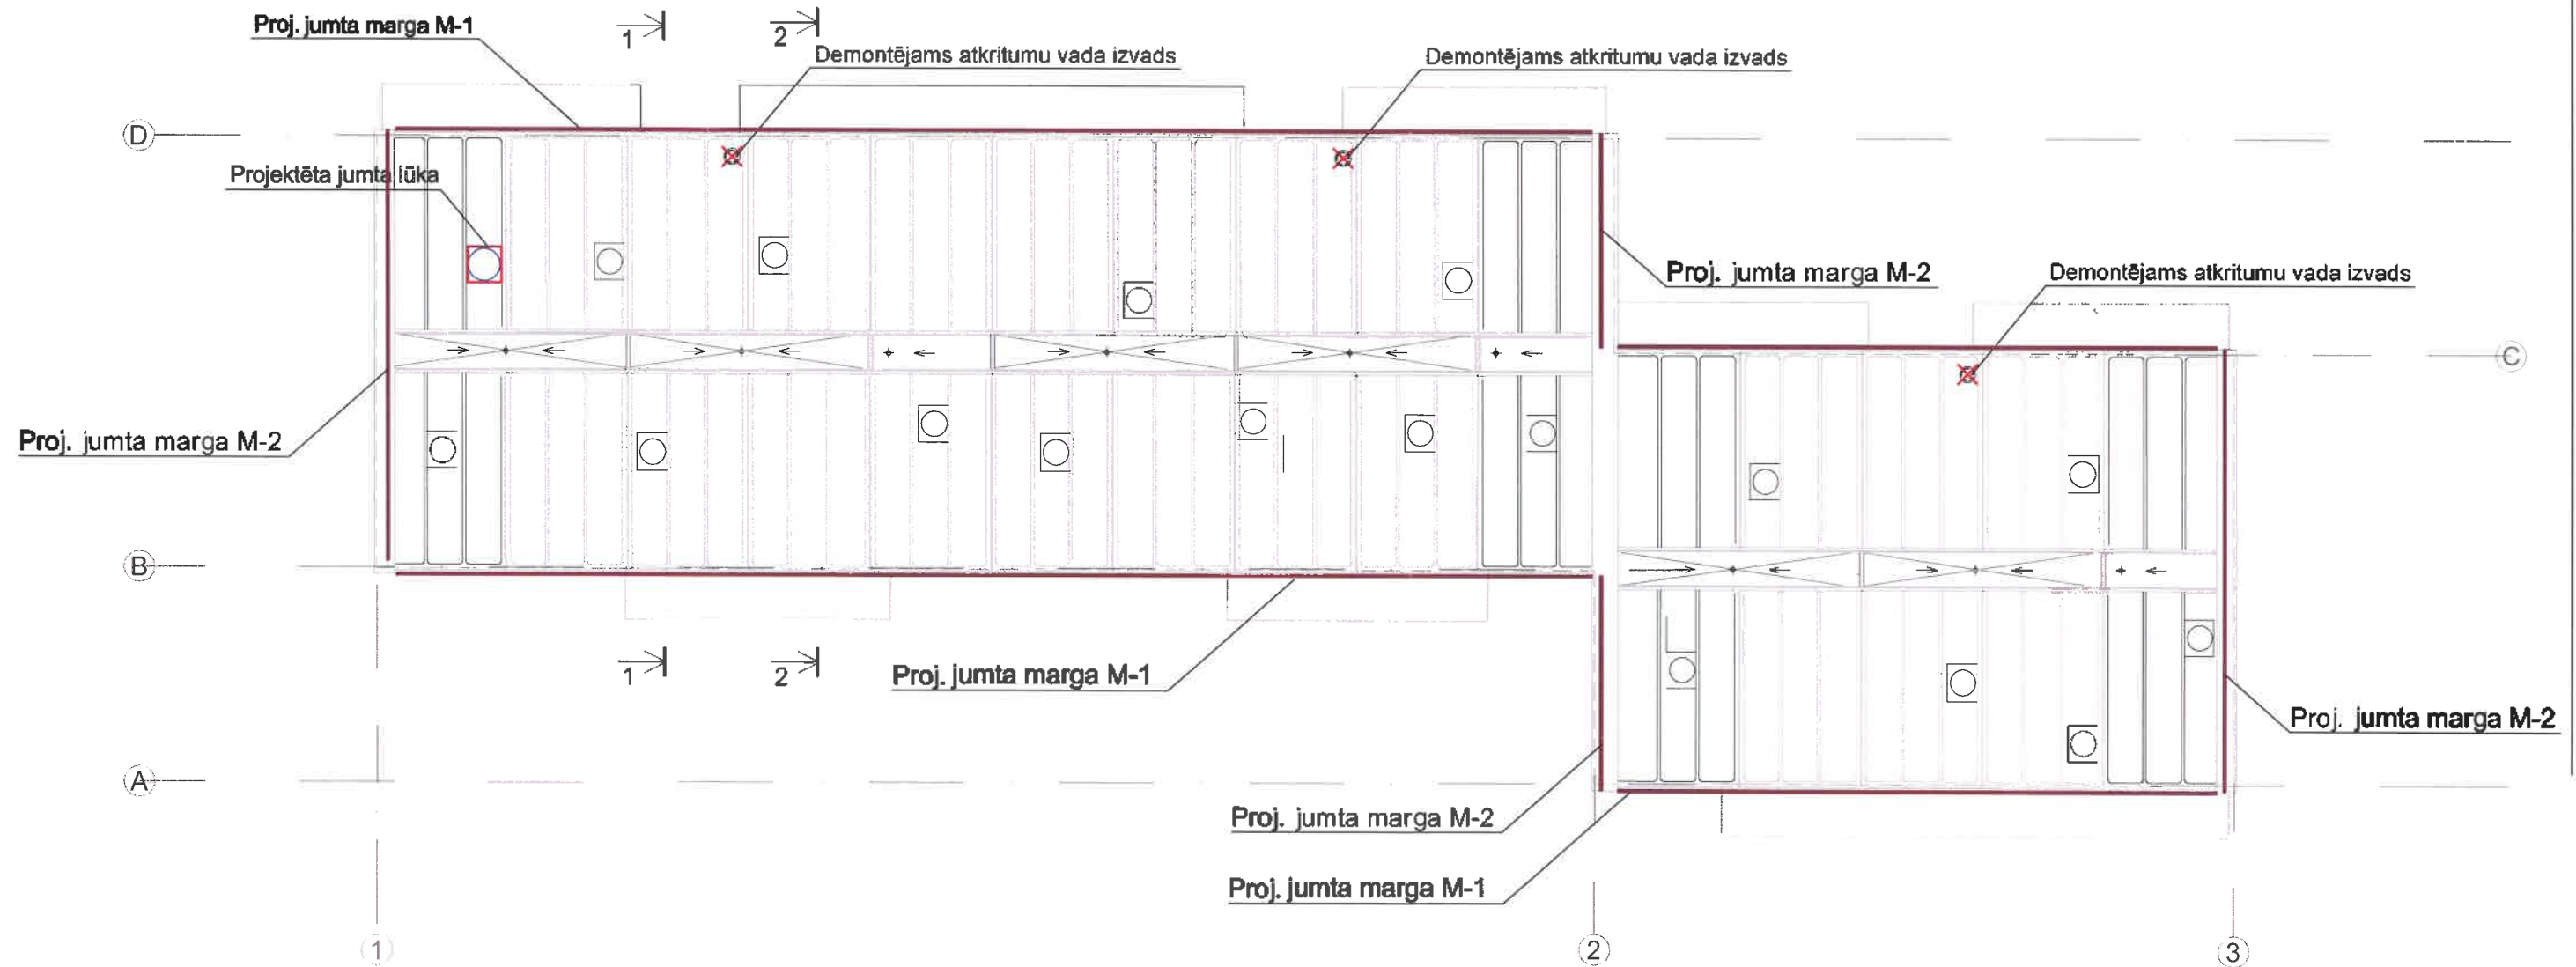 Proj. jumta marga M-1
1
2
Demontējams atkritumu vada izvads
Demontējams atkritumu vada izvads
D
Projektēta jumta lūka
Proj. jumta marga M-2
Demontējams atkritumu vada izvads
C
Proj. jumta marga M-2
B
1
2
Proj. jumta marga M-1
Proj. jumta marga M-2
A
Proj. jumta marga M-2
Proj. jumta marga M-1
1
2
3